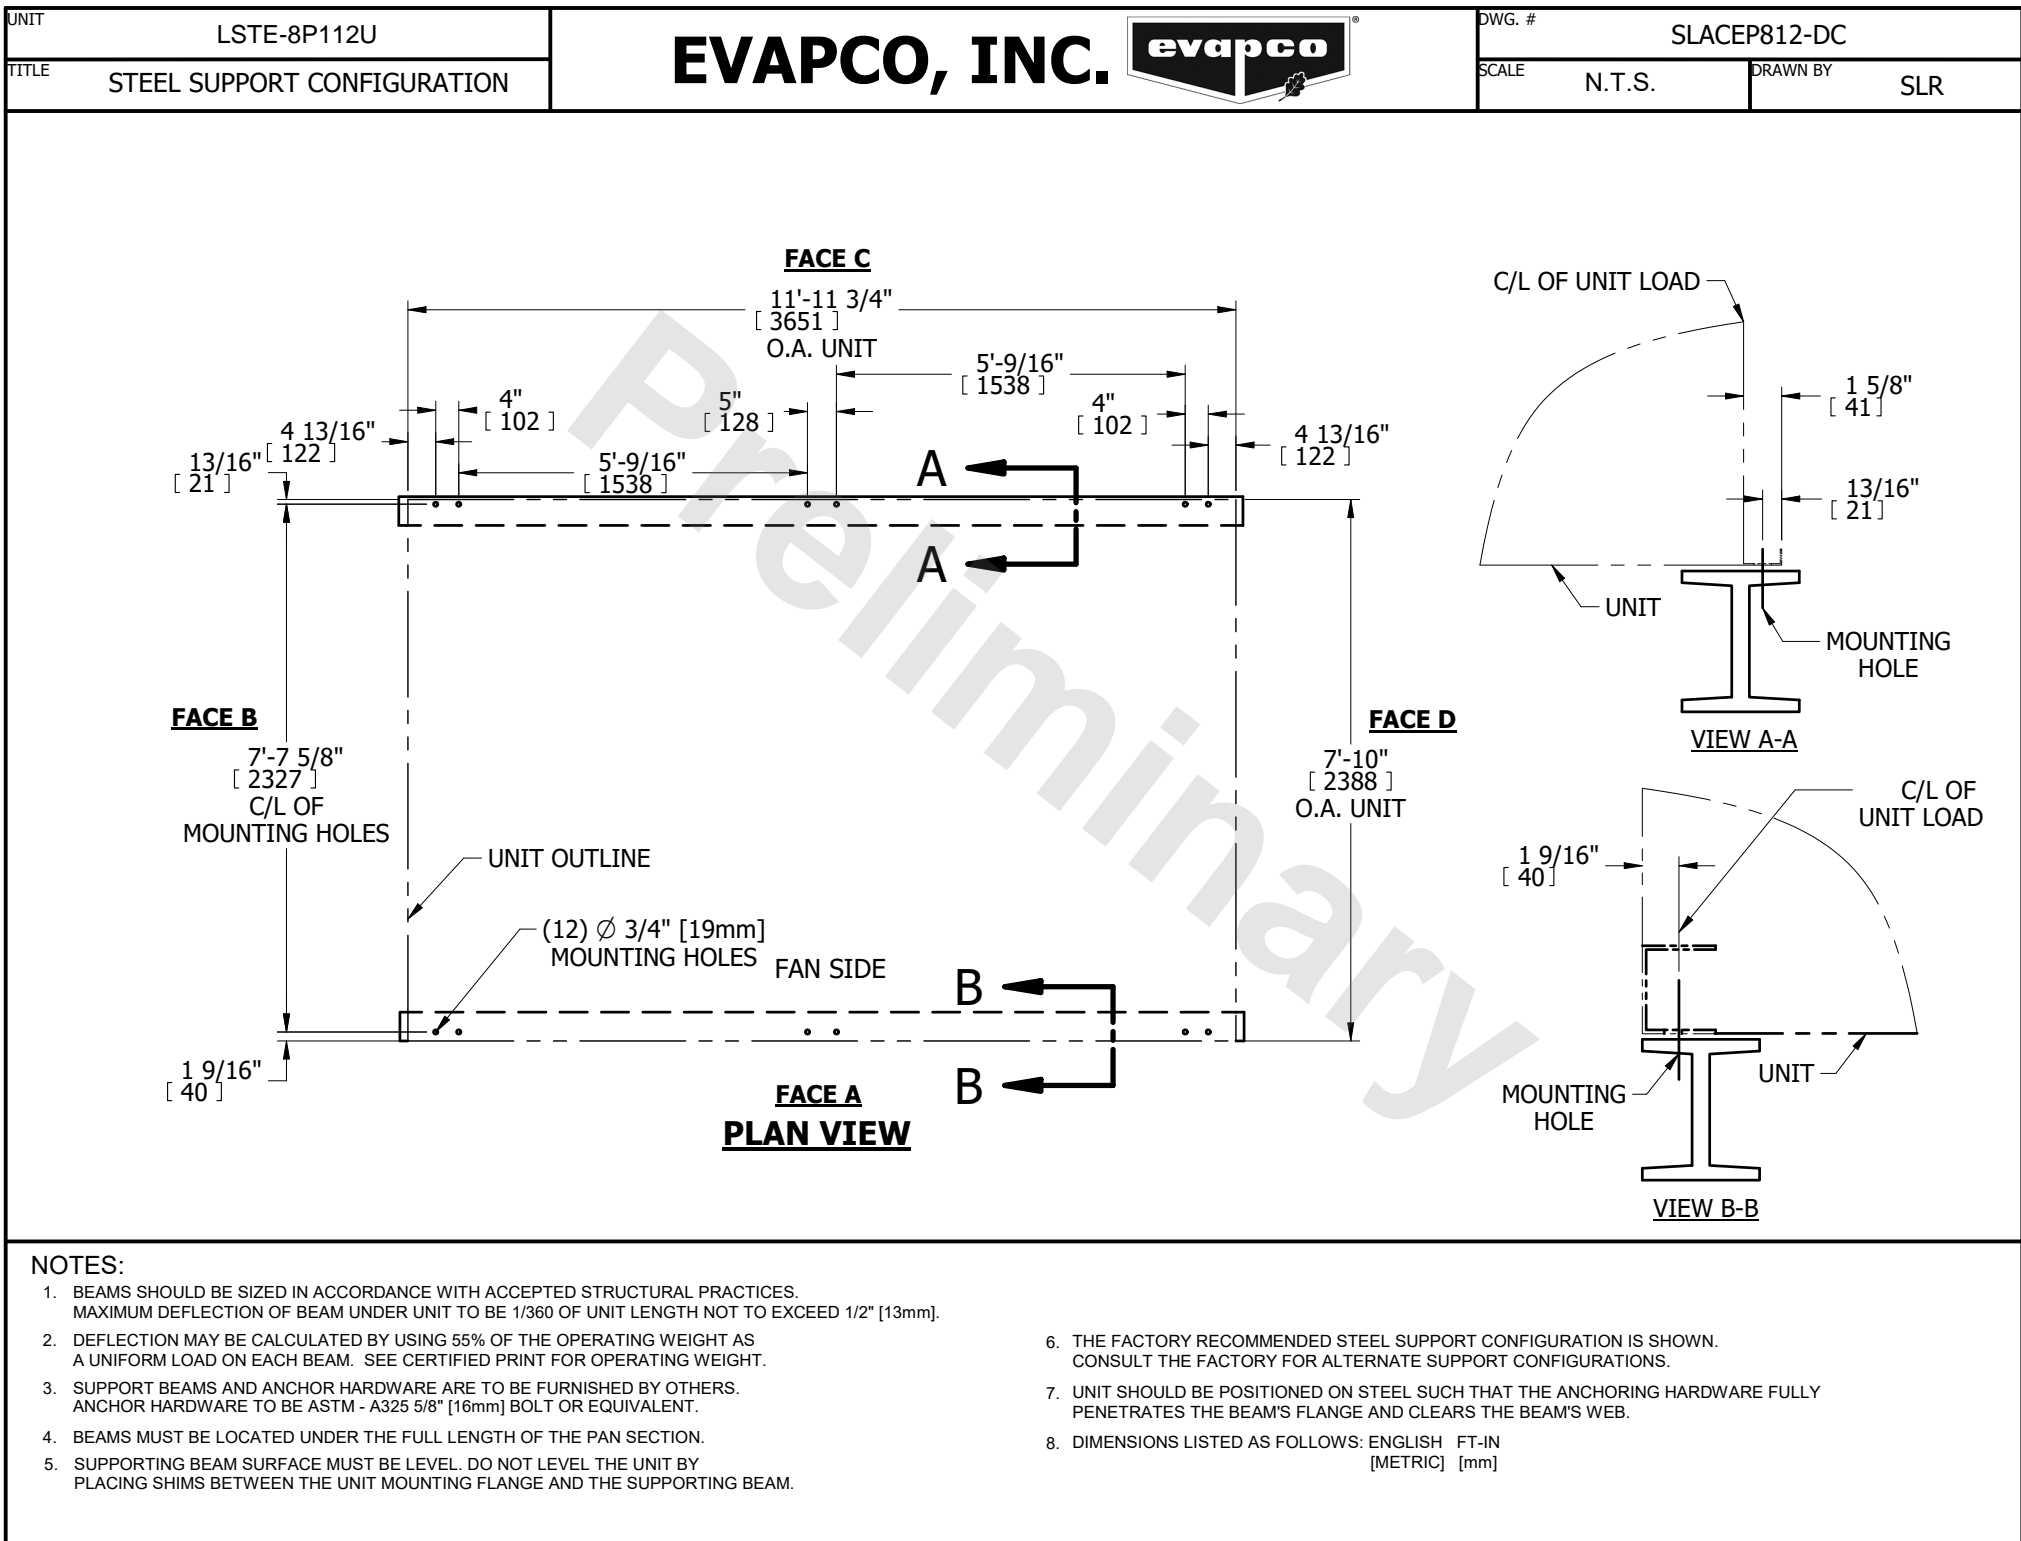 UNIT
LSTE-8P112U
TITLE
STEEL SUPPORT CONFIGURATION
EVAPCO, INC.
evapco
®
DWG. #
SLACEP812-DC
SCALE
N.T.S.
DRAWN BY
SLR
FACE C
11'-11 3/4"
[ 3651 ]
O.A. UNIT
5'-9/16"
[ 1538 ]
4"
[ 102 ]
5"
[ 128 ]
4"
[ 102 ]
4 13/16"
[ 122 ]
13/16"
[ 21 ]
5'-9/16"
[ 1538 ]
4 13/16"
[ 122 ]
A
A
FACE B
7'-7 5/8"
[ 2327 ]
C/L OF
MOUNTING HOLES
FACE D
7'-10"
[ 2388 ]
O.A. UNIT
UNIT OUTLINE
(12) Ø 3/4" [19mm]
MOUNTING HOLES
FAN SIDE
B
B
1 9/16"
[ 40 ]
FACE A
PLAN VIEW
Preliminary
C/L OF UNIT LOAD
1 5/8"
[ 41 ]
13/16"
[ 21 ]
UNIT
MOUNTING
HOLE
VIEW A-A
C/L OF
UNIT LOAD
1 9/16"
[ 40 ]
UNIT
MOUNTING
HOLE
VIEW B-B
NOTES:
1. BEAMS SHOULD BE SIZED IN ACCORDANCE WITH ACCEPTED STRUCTURAL PRACTICES.
MAXIMUM DEFLECTION OF BEAM UNDER UNIT TO BE 1/360 OF UNIT LENGTH NOT TO EXCEED 1/2" [13mm].
2. DEFLECTION MAY BE CALCULATED BY USING 55% OF THE OPERATING WEIGHT AS
A UNIFORM LOAD ON EACH BEAM. SEE CERTIFIED PRINT FOR OPERATING WEIGHT.
3. SUPPORT BEAMS AND ANCHOR HARDWARE ARE TO BE FURNISHED BY OTHERS.
ANCHOR HARDWARE TO BE ASTM - A325 5/8" [16mm] BOLT OR EQUIVALENT.
4. BEAMS MUST BE LOCATED UNDER THE FULL LENGTH OF THE PAN SECTION.
5. SUPPORTING BEAM SURFACE MUST BE LEVEL. DO NOT LEVEL THE UNIT BY
PLACING SHIMS BETWEEN THE UNIT MOUNTING FLANGE AND THE SUPPORTING BEAM.
6. THE FACTORY RECOMMENDED STEEL SUPPORT CONFIGURATION IS SHOWN.
CONSULT THE FACTORY FOR ALTERNATE SUPPORT CONFIGURATIONS.
7. UNIT SHOULD BE POSITIONED ON STEEL SUCH THAT THE ANCHORING HARDWARE FULLY
PENETRATES THE BEAM'S FLANGE AND CLEARS THE BEAM'S WEB.
8. DIMENSIONS LISTED AS FOLLOWS: ENGLISH FT-IN
[METRIC] [mm]